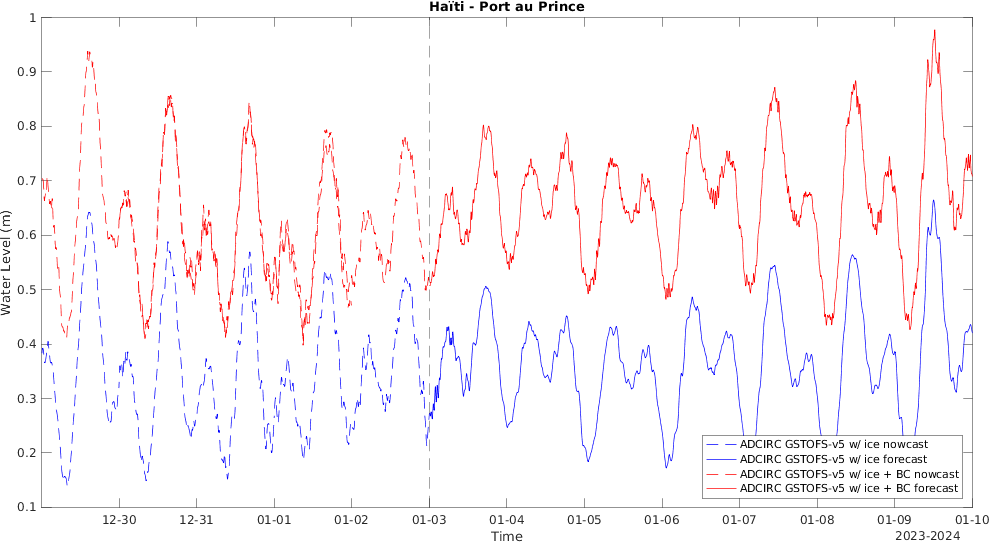 Haïti - Port au Prince
1
0.9
0.8
0.7
0.6
0.5
0.4
0.3
0.2
0.1
Water Level (m)
ADCIRC GSTOFS-v5 w/ ice nowcast
ADCIRC GSTOFS-v5 w/ ice forecast
ADCIRC GSTOFS-v5 w/ ice + BC nowcast
ADCIRC GSTOFS-v5 w/ ice + BC forecast
12-30 12-31 01-01 01-02 01-03 01-04 01-05 01-06 01-07 01-08 01-09 01-10
Time
2023-2024